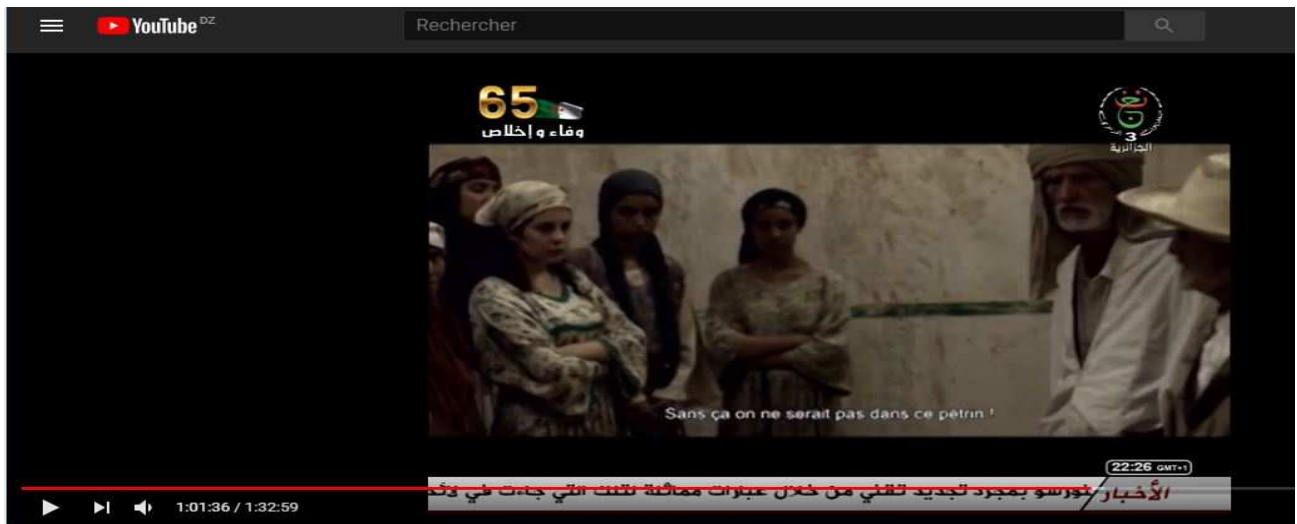 YouTube DZ
Rechercher
65
وفاء وإخلاص
3
الجزائرية
Sans ça on ne serait pas dans ce pétrin !
22:26 GMT+1
الأخبار
بمجرد تجديد تقني من خلال عبارات مماثلة لتلك التي جاءت في
1:01:36 / 1:32:59